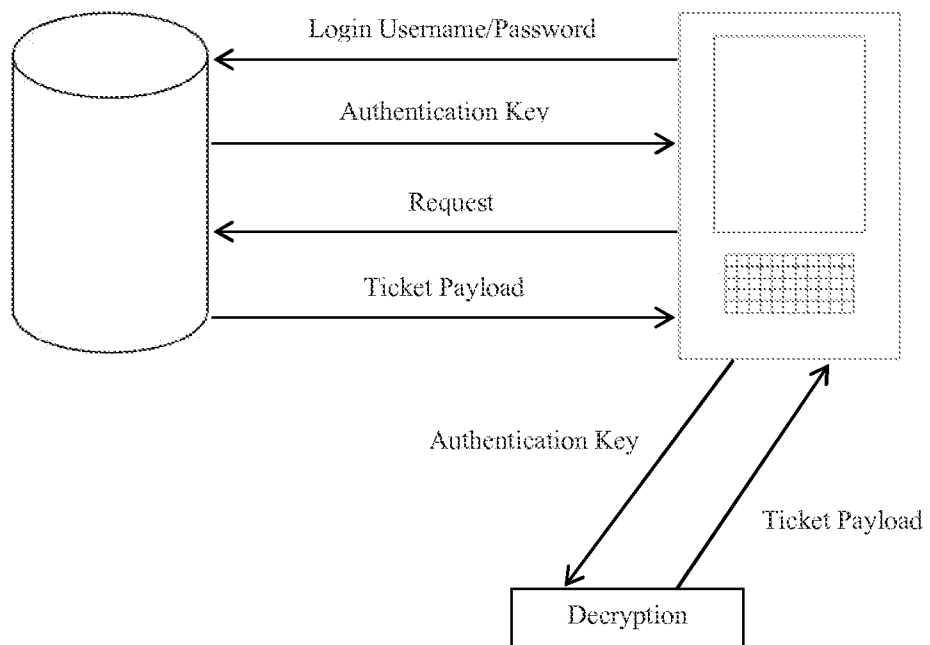 Login Username/Password
Authentication Key
Request
Ticket Payload
Authentication Key
Ticket Payload
Decryption